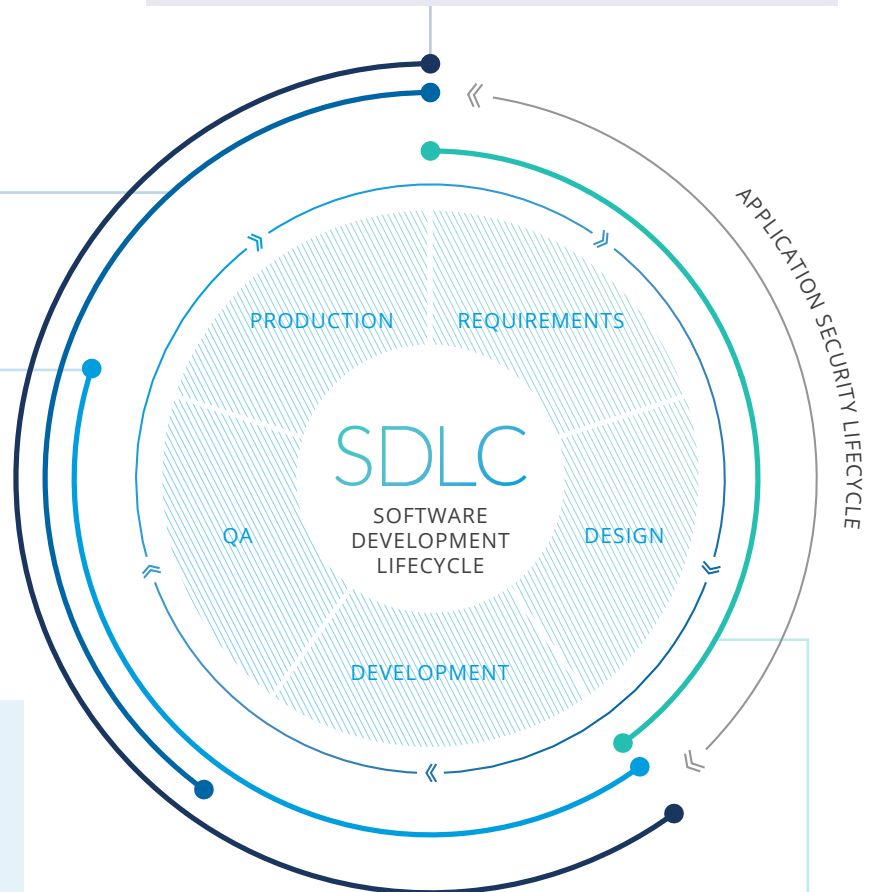 APPLICATION SECURITY LIFECYCLE
PRODUCTION
REQUIREMENTS
SDLC
SOFTWARE
DEVELOPMENT
LIFECYCLE
QA
DESIGN
DEVELOPMENT